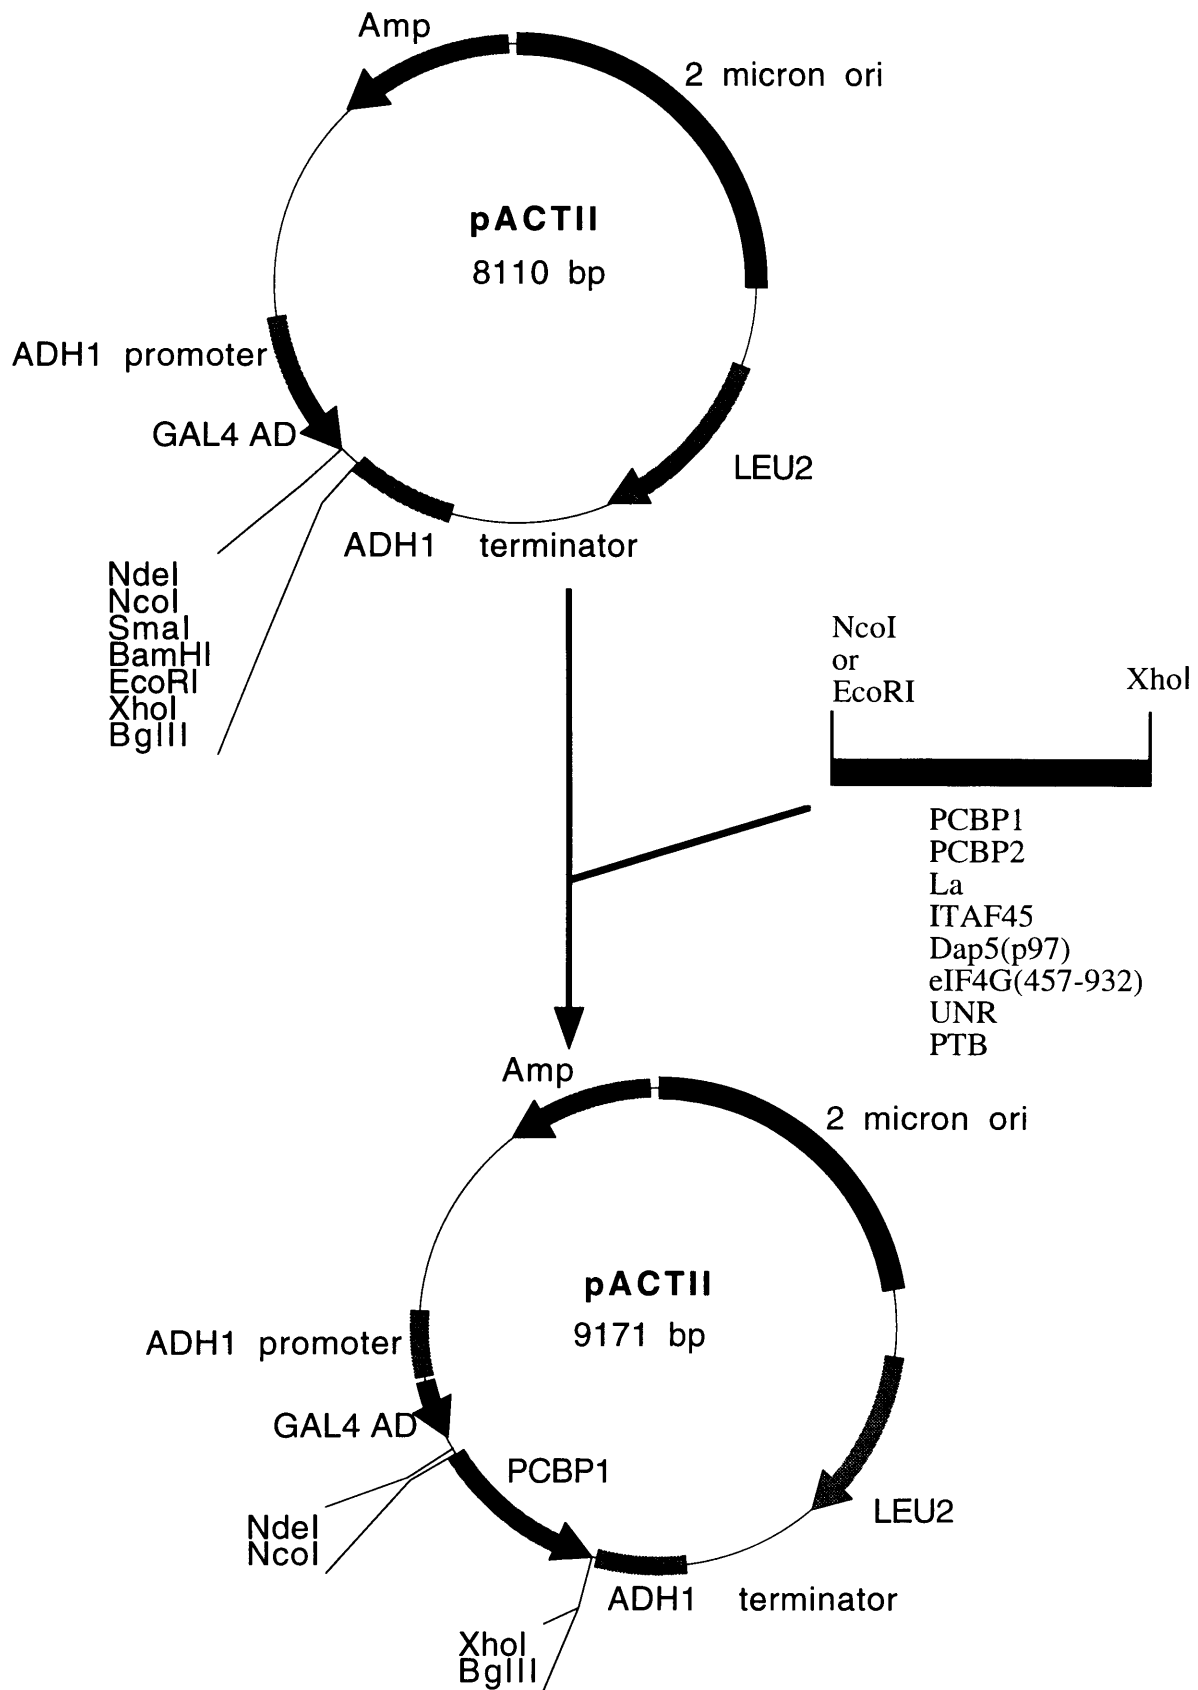 Amp
2 micron ori
pACTII
8110 bp
ADH1 promoter
GAL4 AD
LEU2
ADH1 terminator
NdeI
NcoI
SmaI
BamHI
EcoRI
XhoI
BglII
NcoI
or
EcoRI
XhoI
PCBP1
PCBP2
La
ITAF45
Dap5(p97)
eIF4G(457-932)
UNR
PTB
Amp
2 micron ori
pACTII
9171 bp
ADH1 promoter
GAL4 AD
PCBP1
LEU2
NdeI
NcoI
ADH1 terminator
XhoI
BglII